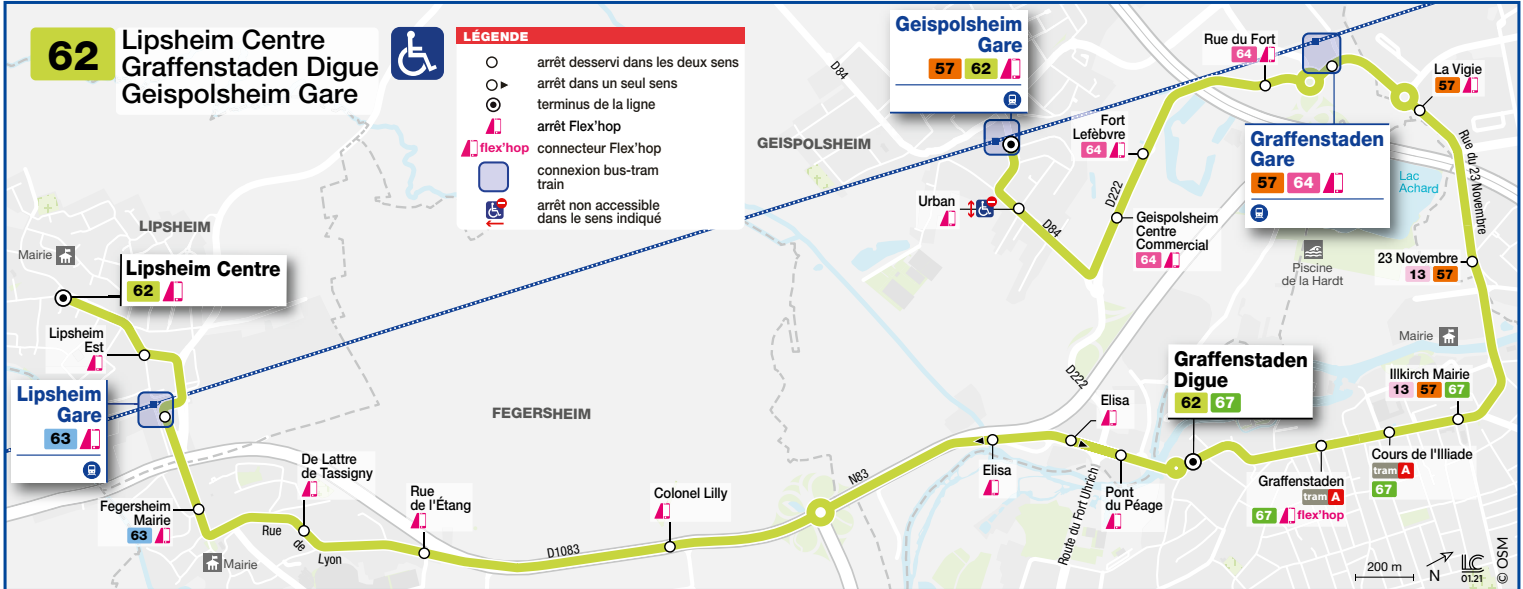 62
Lipsheim Centre
Graffenstaden Digue
Geispolsheim Gare
LÉGENDE
arrêt desservi dans les deux sens
arrêt dans un seul sens
terminus de la ligne
arrêt Flex'hop
flex'hop connecteur Flex'hop
connexion bus-tram
train
arrêt non accessible
dans le sens indiqué
GEISPOLSHEIM
D84
Geispolsheim
Gare
57 62
Rue du Fort
64
La Vigie
57
Fort
Lefèbvre
64
Graffenstaden
Gare
57 64
Lac
Achard
Rue du 23 Novembre
Urban
D84
D222
Geispolsheim
Centre
Commercial
64
Piscine
de la Hardt
23 Novembre
13 57
LIPSHEIM
Mairie
Lipsheim Centre
62
Lipsheim
Est
Lipsheim
Gare
63
FEGERSHEIM
D222
Graffenstaden
Digue
62 67
Mairie
Illkirch Mairie
13 57 67
Fegersheim
Mairie
63
Mairie
De Lattre
de Tassigny
Rue
de
Lyon
Rue
de l'Étang
D1083
Colonel Lilly
N83
Elisa
Elisa
Route du Fort Uhrich
Pont
du Péage
Graffenstaden
tram A
67 flex'hop
Cours de l'Illiade
tram A
67
200 m
N
LC
01.21
© OSM